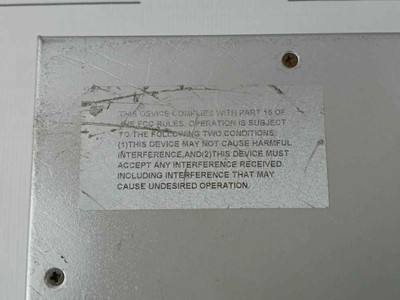 THIS DEVICE COMPLIES WITH PART 15 OF
THE FCC RULES. OPERATION IS SUBJECT
TO THE FOLLOWING TWO CONDITIONS:
(1)THIS DEVICE MAY NOT CAUSE HARMFUL
INTERFERENCE,AND(2)THIS DEVICE MUST
ACCEPT ANY INTERFERENCE RECEIVED.
INCLUDING INTERFERENCE THAT MAY
CAUSE UNDESIRED OPERATION.